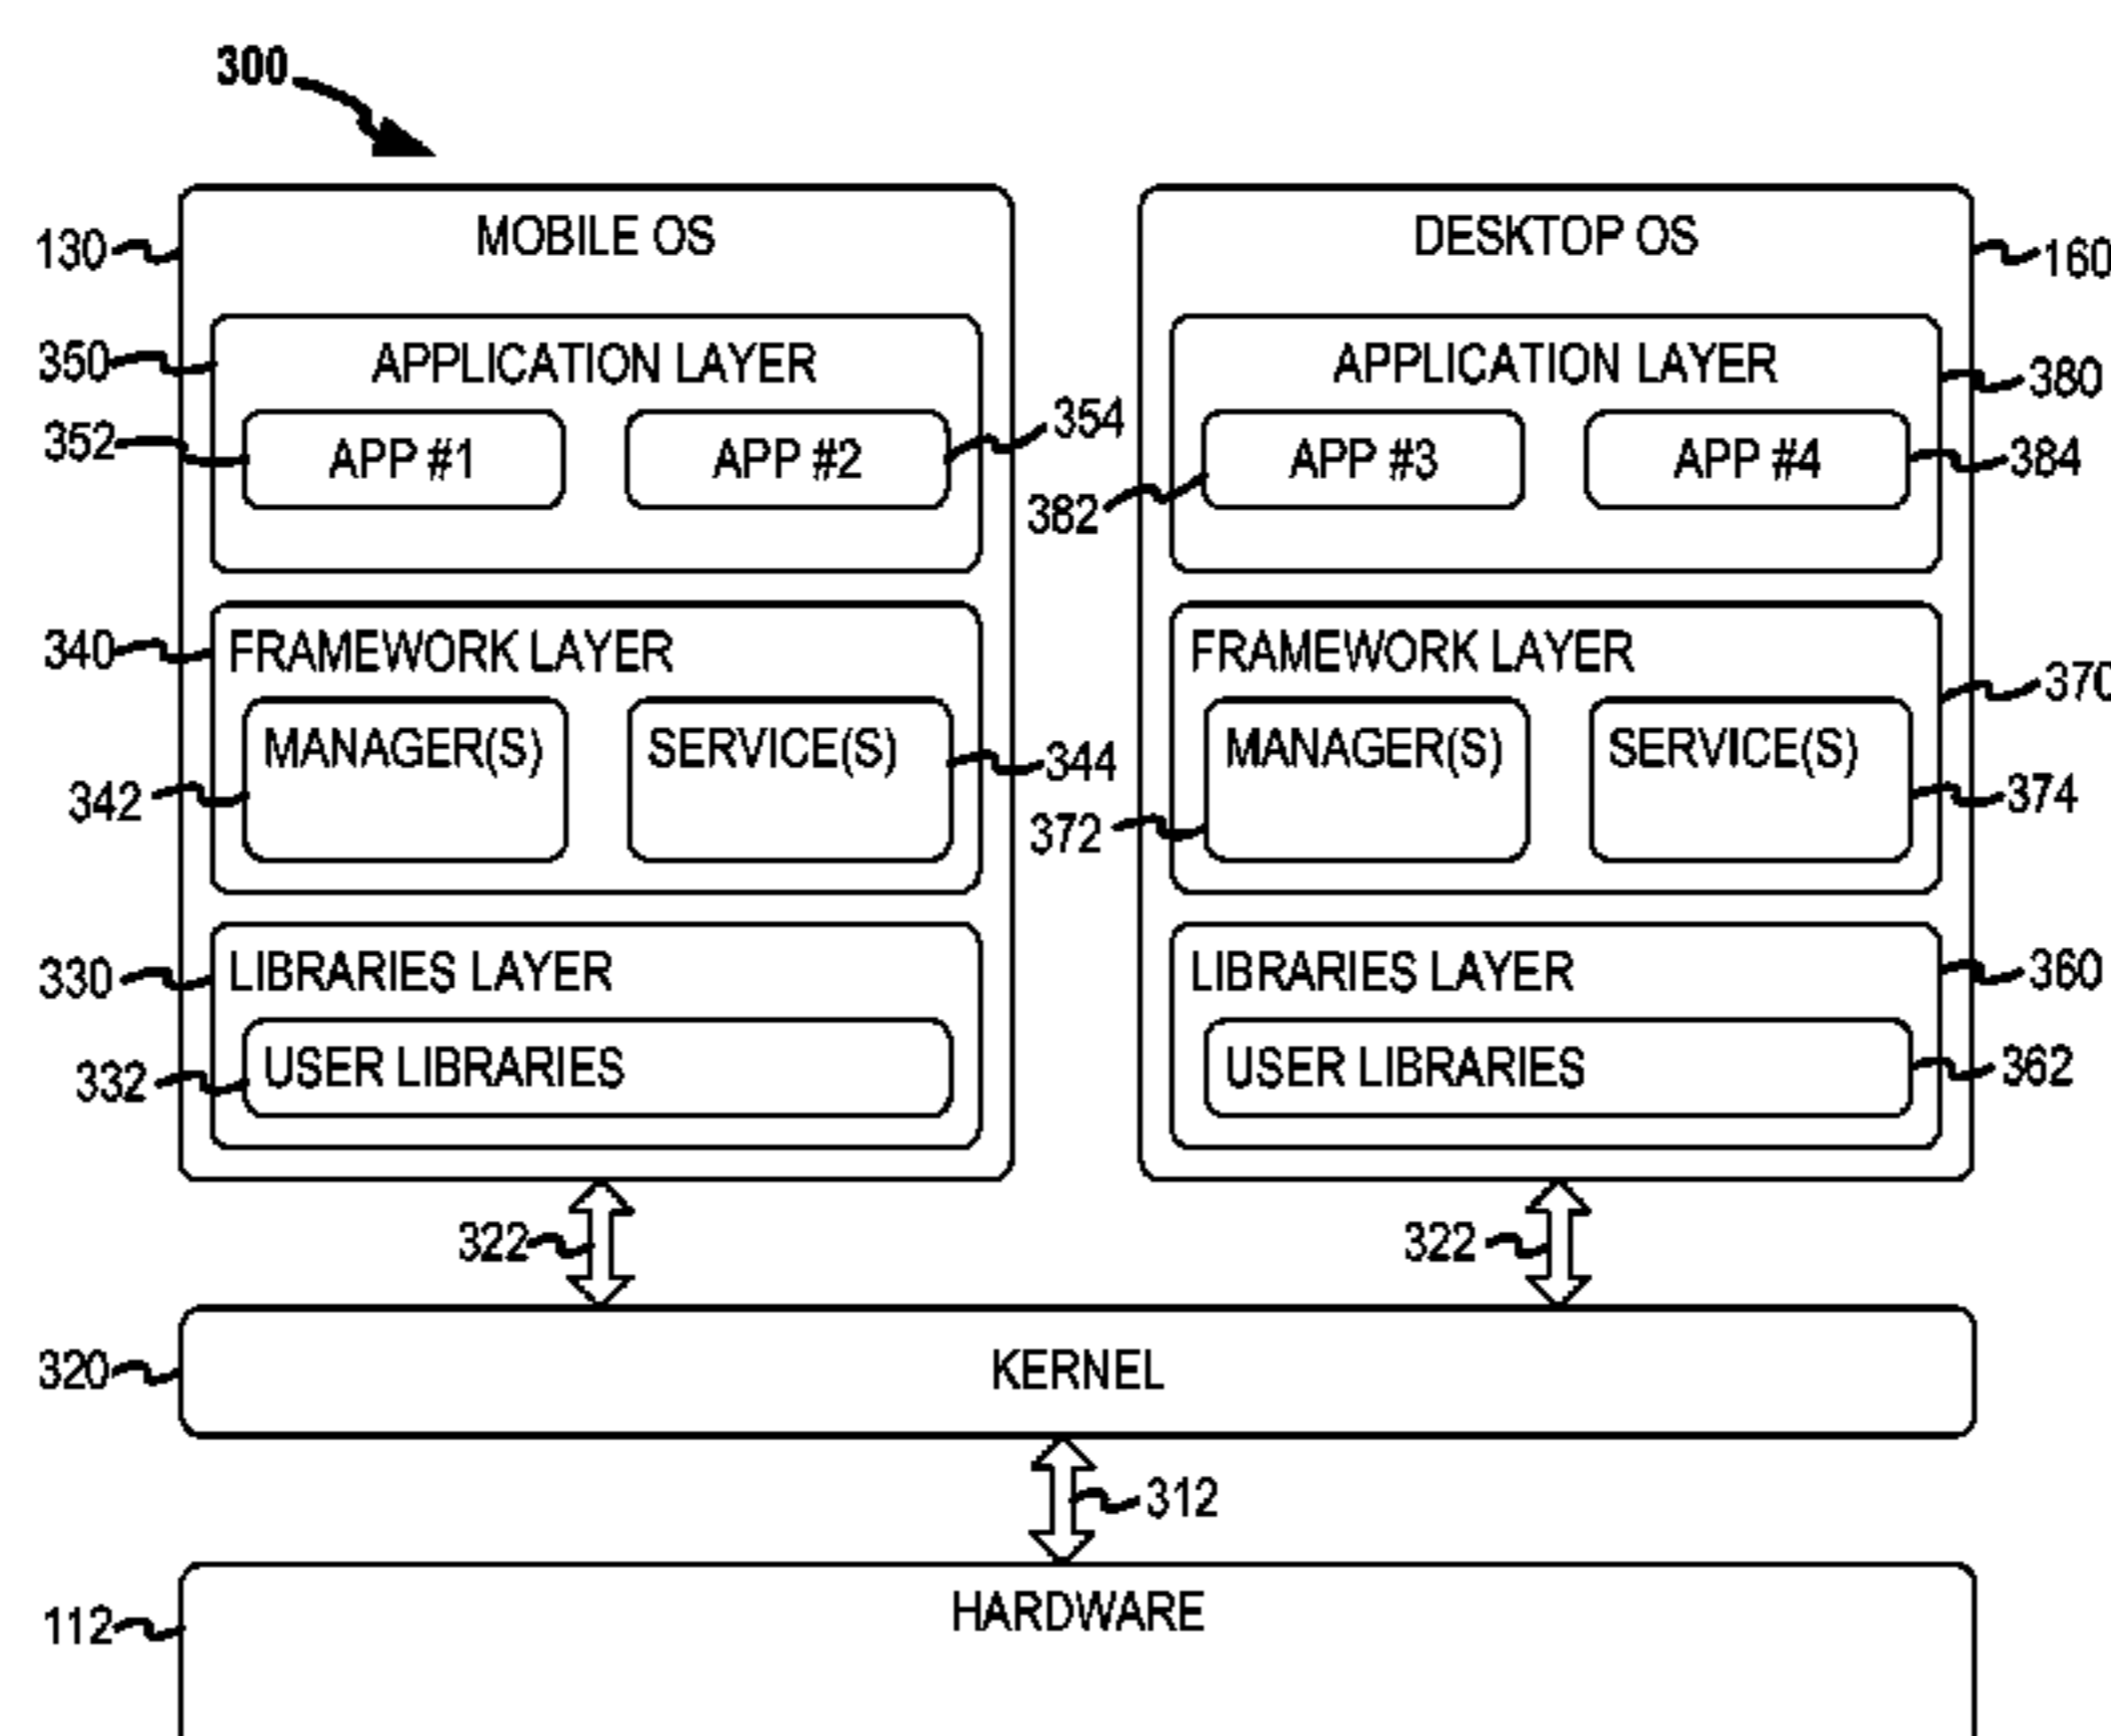 300
MOBILE OS
DESKTOP OS
130
160
APPLICATION LAYER
APPLICATION LAYER
350
380
352
APP #1
APP #2
354
382
APP #3
APP #4
384
340
FRAMEWORK LAYER
FRAMEWORK LAYER
370
MANAGER(S)
SERVICE(S)
344
MANAGER(S)
SERVICE(S)
342
372
374
330
LIBRARIES LAYER
LIBRARIES LAYER
360
332
USER LIBRARIES
USER LIBRARIES
362
322
322
320
KERNEL
312
112
HARDWARE